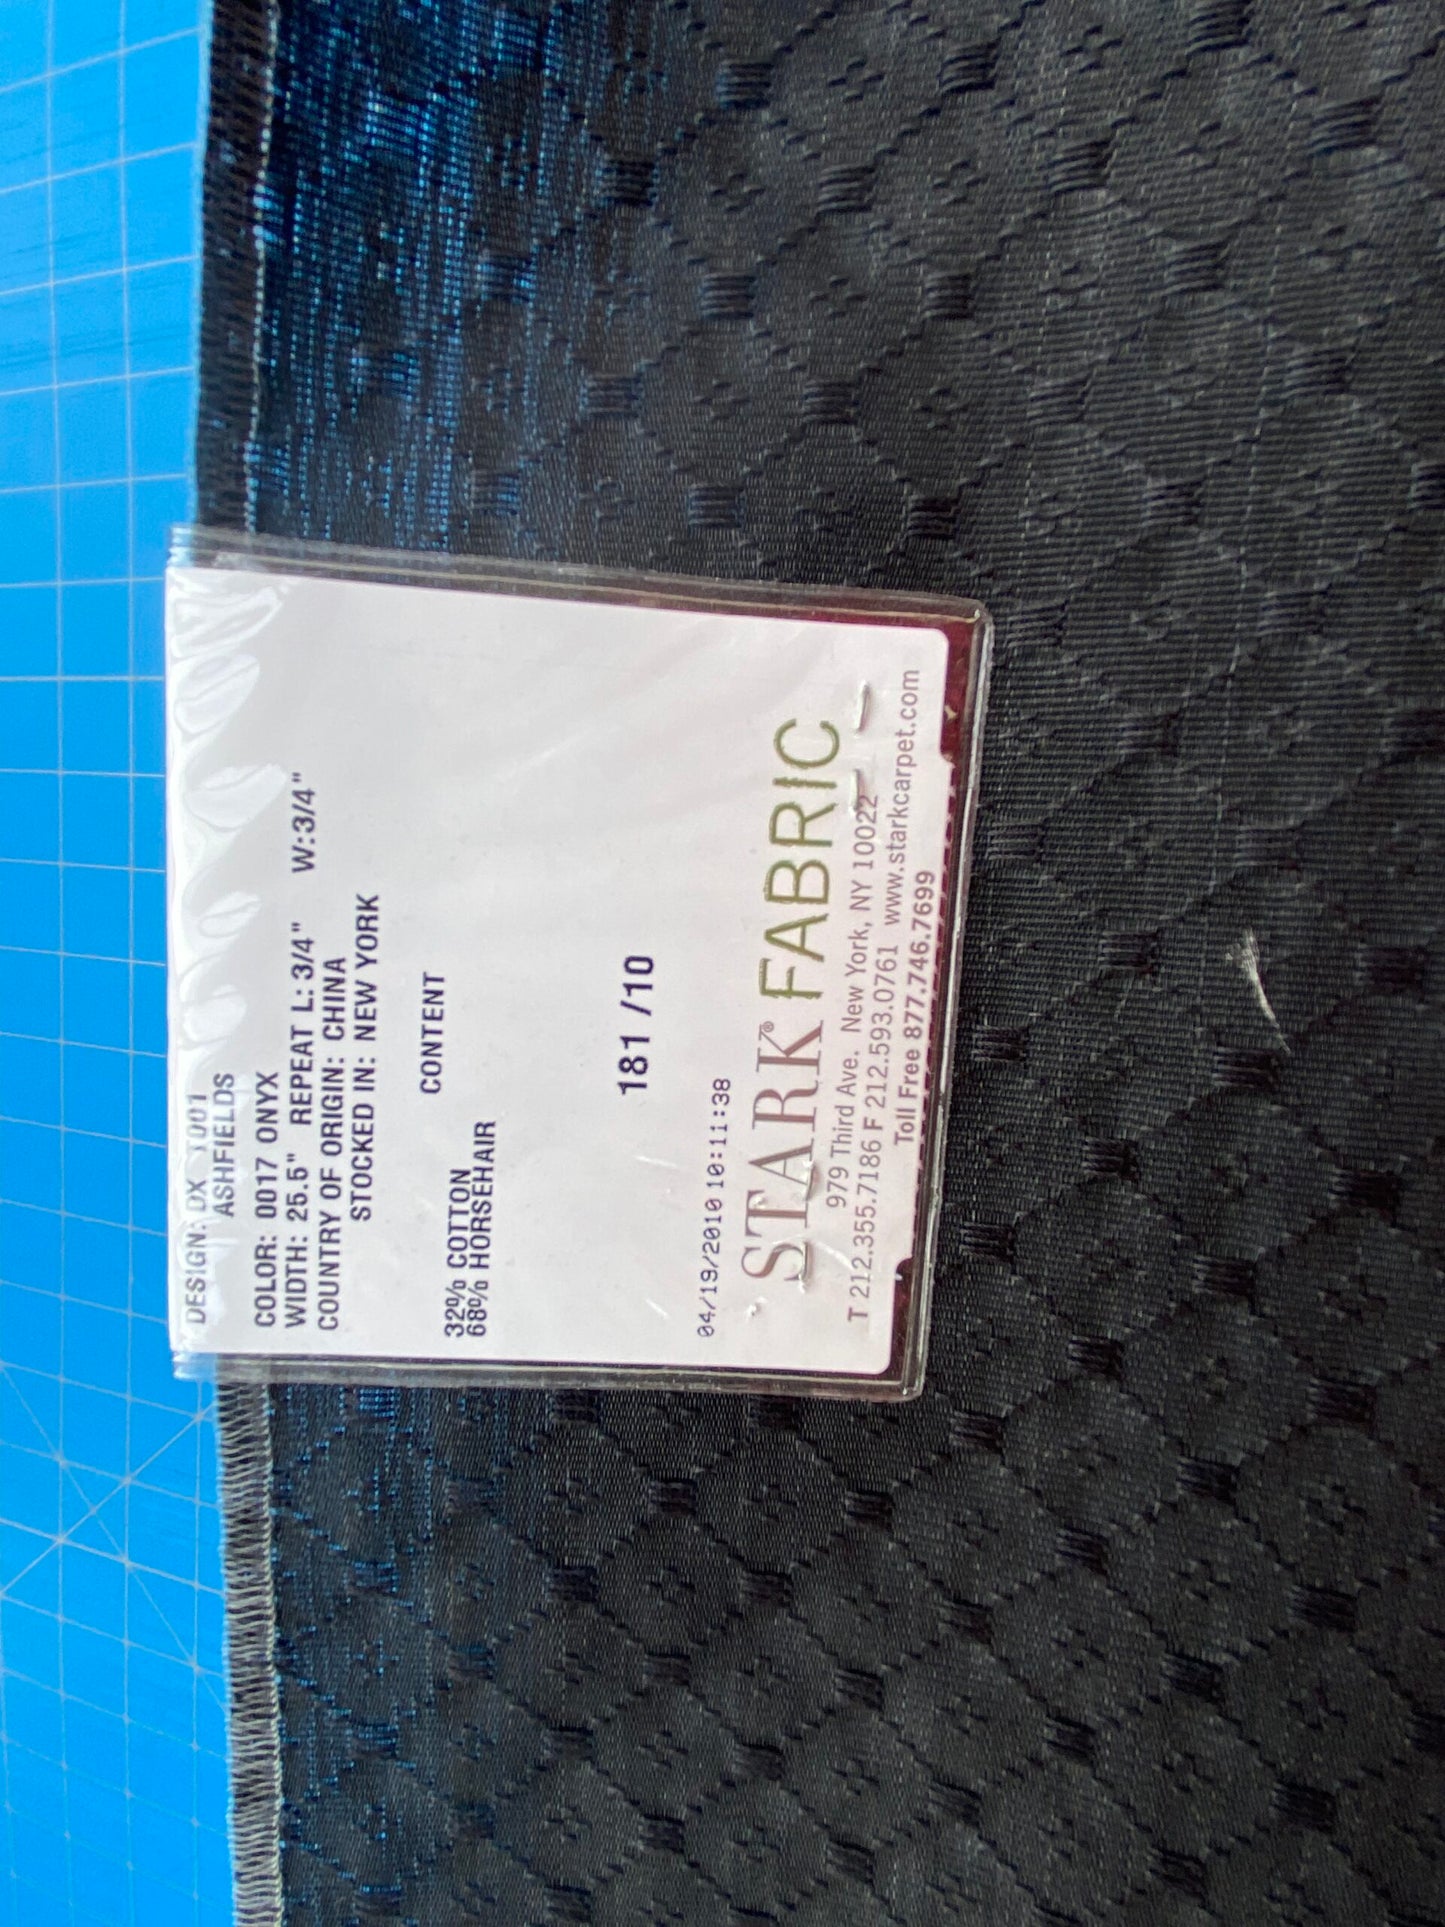 DESIGN: DX 1001
ASHFIELDS
COLOR: 0017 ONYX
WIDTH: 25.5" REPEAT L: 3/4" W:3/4"
COUNTRY OF ORIGIN: CHINA
STOCKED IN: NEW YORK
CONTENT
32% COTTON
68% HORSEHAIR
181 /10
04/19/2010 10:11:38
STARK® FABRIC
979 Third Ave. New York, NY 10022
T 212.355.7186 F 212.593.0761 www.starkcarpet.com
Toll Free 877.746.7699